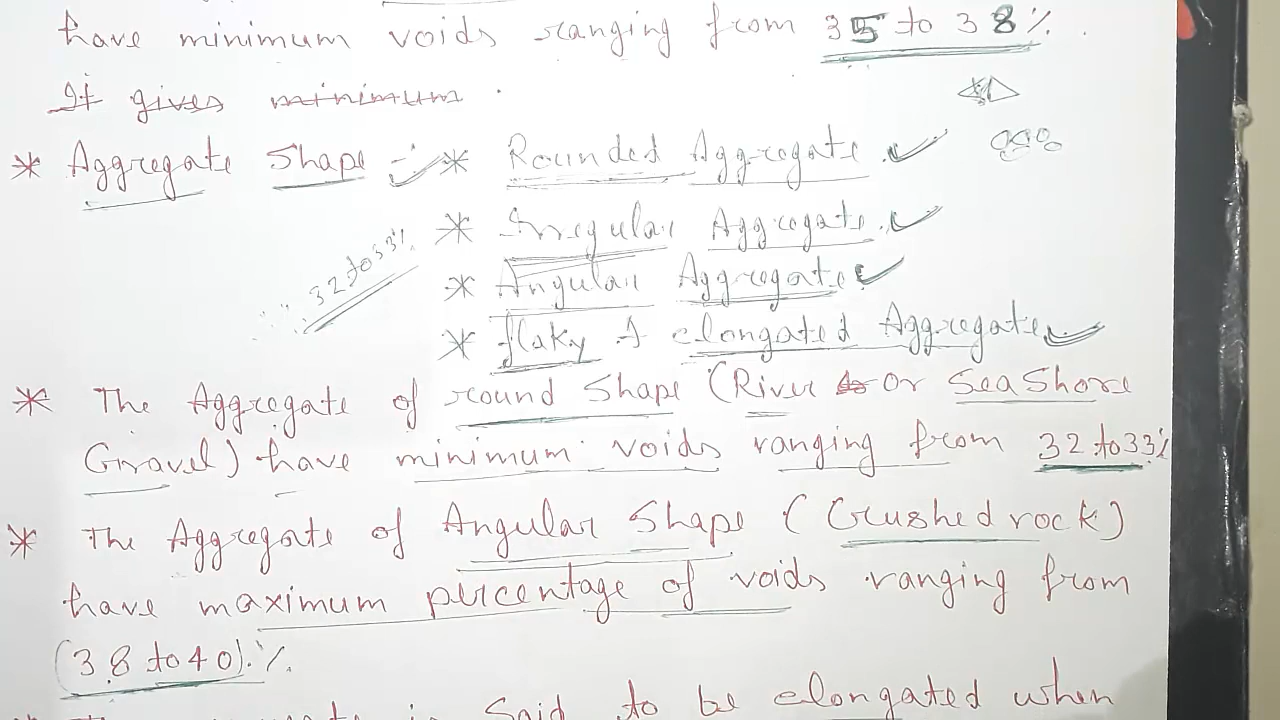 have minimum voids ranging from 35 to 38%.
It gives minimum
* Aggregate Shape - * Rounded Aggregate.
* Irregular Aggregate.
32 to 33%
* Angular Aggregate
* flaky & elongated Aggregate
* The Aggregate of round Shape (River or Sea Shore
Gravel) have minimum voids ranging from 32 to 33%
* The Aggregate of Angular Shape (Crushed rock)
have maximum percentage of voids ranging from
(38 to 40)%.
Said to be elongated when